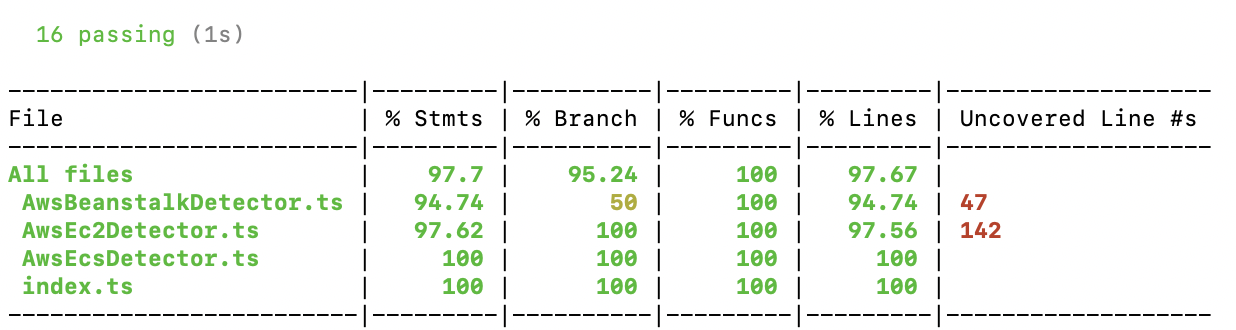 16 passing (1s)
----------------------------|----------|-----------|----------|----------|---------------------
File                        | % Stmts  | % Branch  | % Funcs  | % Lines  | Uncovered Line #s
----------------------------|----------|-----------|----------|----------|---------------------
All files                   |    97.7  |    95.24  |     100  |   97.67  |
 AwsBeanstalkDetector.ts    |   94.74  |       50  |     100  |   94.74  | 47
 AwsEc2Detector.ts          |   97.62  |      100  |     100  |   97.56  | 142
 AwsEcsDetector.ts          |     100  |      100  |     100  |     100  |
 index.ts                   |     100  |      100  |     100  |     100  |
----------------------------|----------|-----------|----------|----------|---------------------